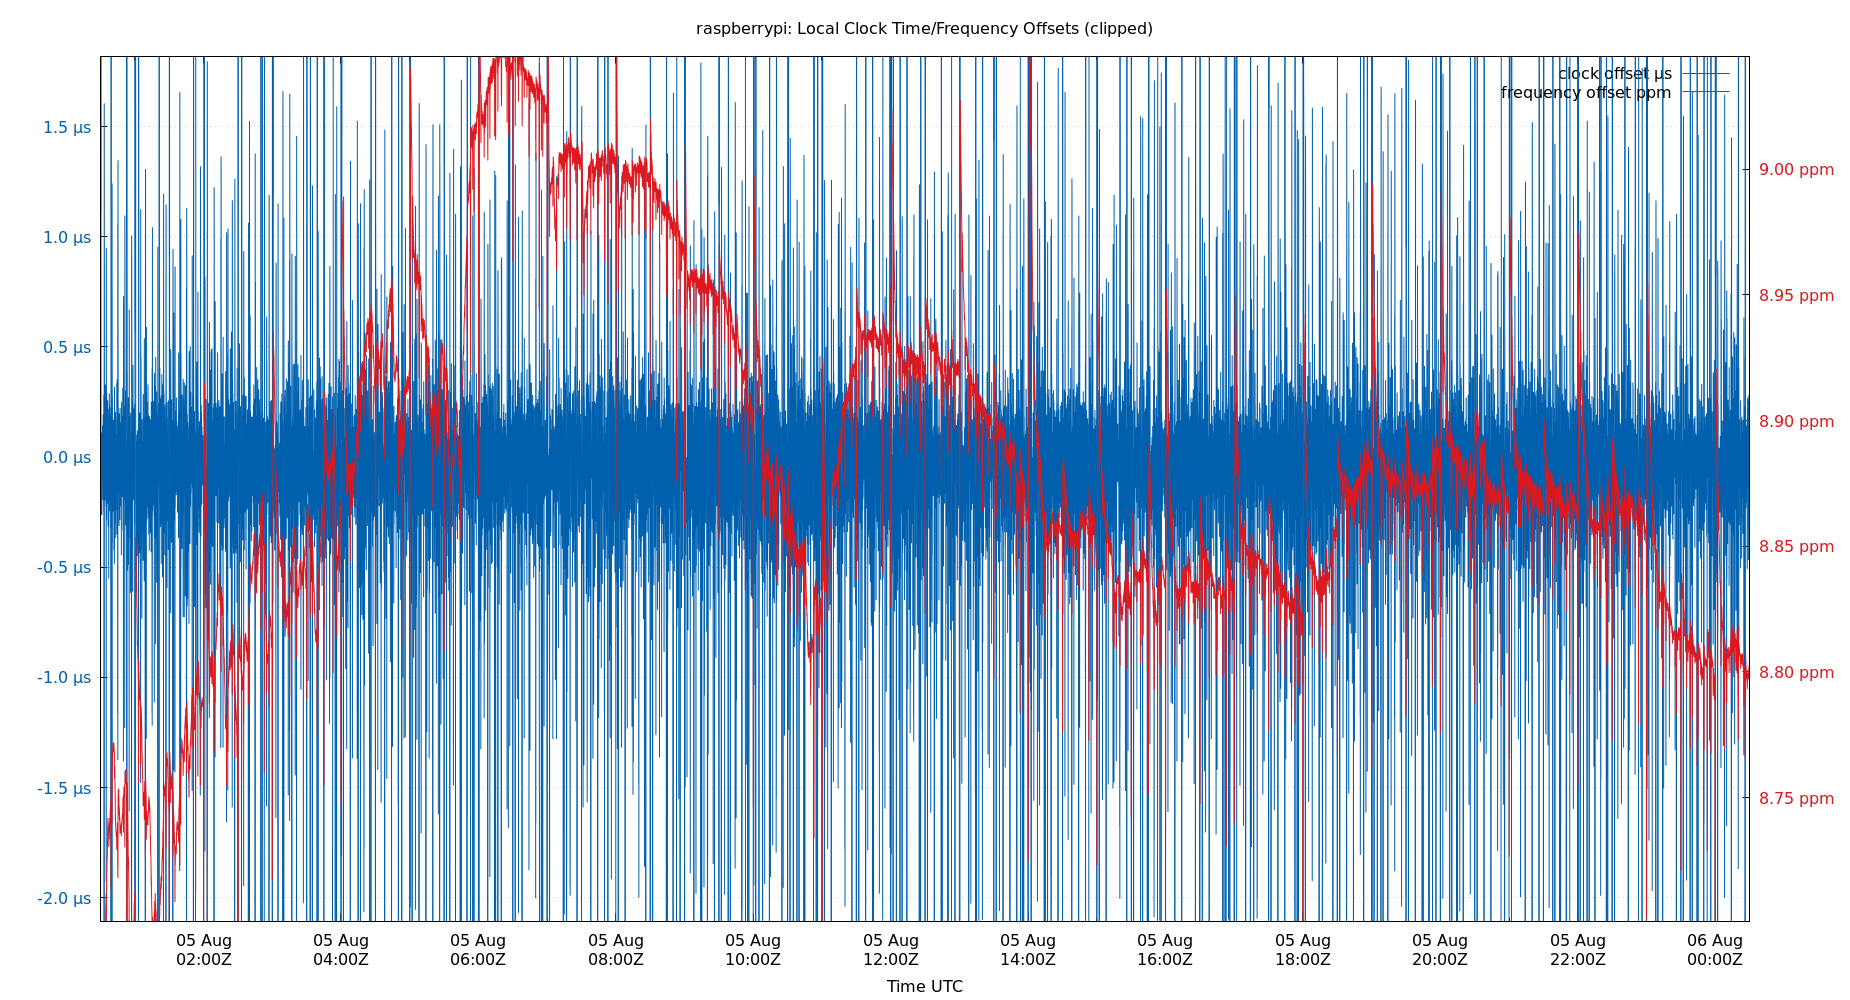 raspberrypi: Local Clock Time/Frequency Offsets (clipped)
clock offset µs
frequency offset ppm
1.5 µs
1.0 µs
0.5 µs
0.0 µs
-0.5 µs
-1.0 µs
-1.5 µs
-2.0 µs
9.00 ppm
8.95 ppm
8.90 ppm
8.85 ppm
8.80 ppm
8.75 ppm
05 Aug
02:00Z
05 Aug
04:00Z
05 Aug
06:00Z
05 Aug
08:00Z
05 Aug
10:00Z
05 Aug
12:00Z
05 Aug
14:00Z
05 Aug
16:00Z
05 Aug
18:00Z
05 Aug
20:00Z
05 Aug
22:00Z
06 Aug
00:00Z
Time UTC